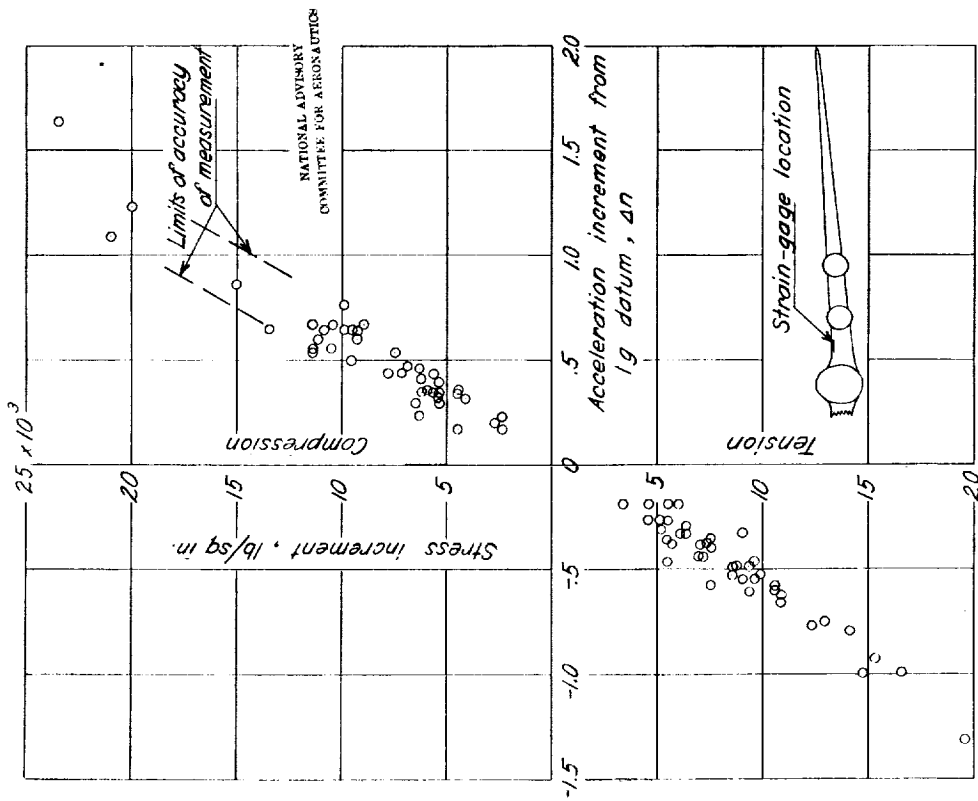 25 x 10³
20
15
10
5
0
5
10
15
20
Stress increment, lb/sq in.
Compression
Tension
-1.5
-1.0
-.5
.5
1.0
1.5
2.0
Acceleration increment from
1g datum, Δn
Limits of accuracy
of measurement
NATIONAL ADVISORY
COMMITTEE FOR AERONAUTICS
Strain-gage location